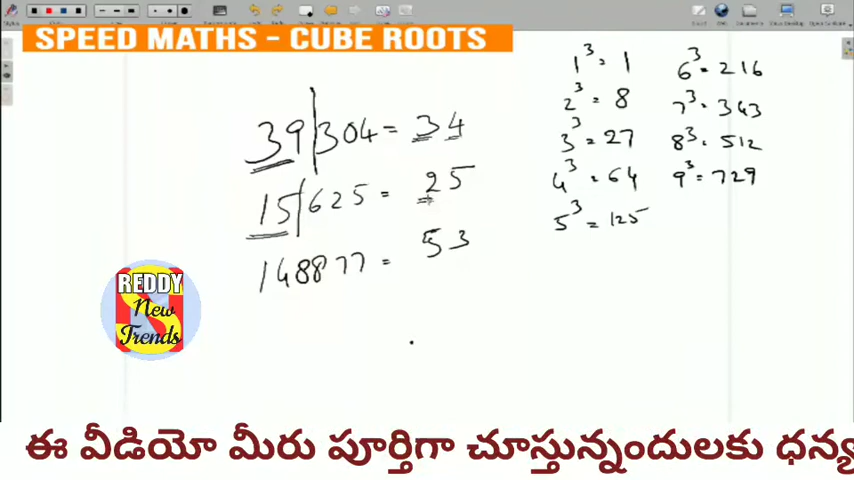 SPEED MATHS - CUBE ROOTS
39|304 = 34
15|625 = 25
148877 = 53
1³ = 1
2³ = 8
3³ = 27
4³ = 64
5³ = 125
6³ = 216
7³ = 343
8³ = 512
9³ = 729
REDDY
New
Trends
ఈ వీడియో మీరు పూర్తిగా చూస్తున్నందులకు ధన్య